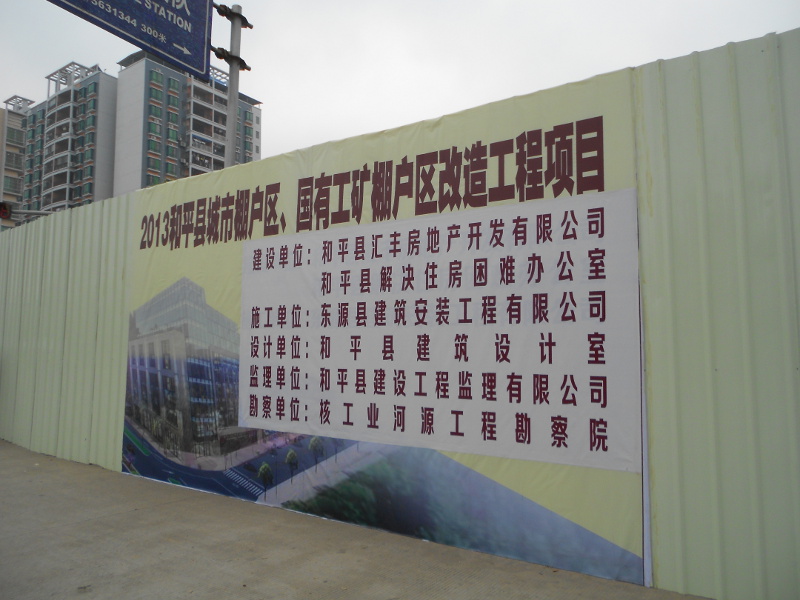 STATION
3631344 300米
2013和平县城市棚户区、国有工矿棚户区改造工程项目
建设单位：和平县汇丰房地产开发有限公司
和平县解决住房困难办公室
施工单位：东源县建筑安装工程有限公司
设计单位：和平县建筑设计室
监理单位：和平县建设工程监理有限公司
勘察单位：核工业河源工程勘察院